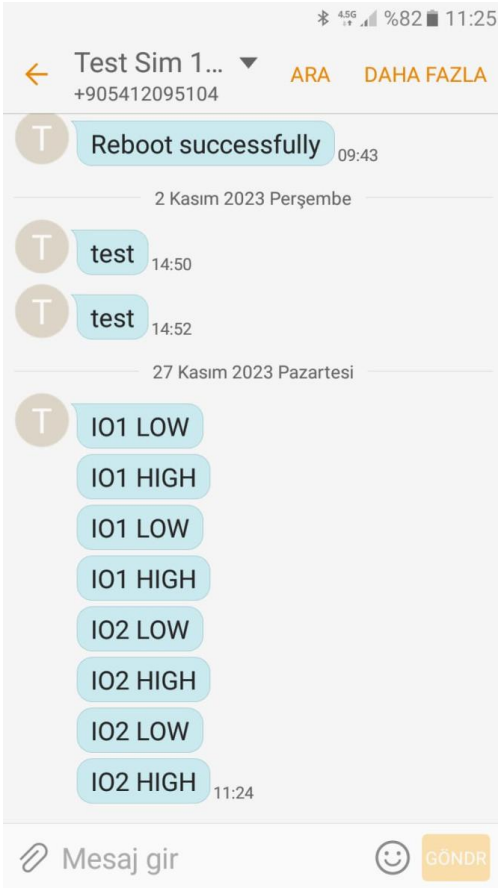 4.5G %82 11:25
Test Sim 1... ARA DAHA FAZLA
+905412095104
T Reboot successfully 09:43
2 Kasım 2023 Perşembe
T test 14:50
T test 14:52
27 Kasım 2023 Pazartesi
T IO1 LOW
IO1 HIGH
IO1 LOW
IO1 HIGH
IO2 LOW
IO2 HIGH
IO2 LOW
IO2 HIGH 11:24
Mesaj gir GÖNDR